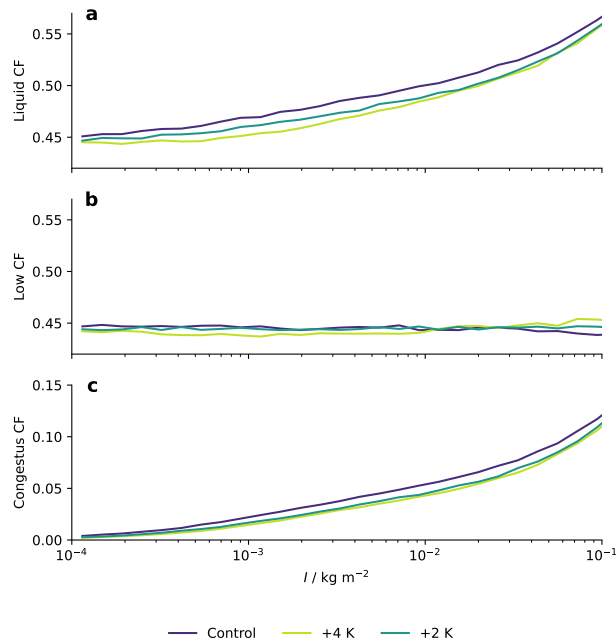 a
0.55
0.50
0.45
Liquid CF
b
0.55
0.50
0.45
Low CF
c
0.15
0.10
0.05
0.00
Congestus CF
10⁻⁴ 10⁻³ 10⁻² 10⁻¹
I / kg m⁻²
Control +4 K +2 K